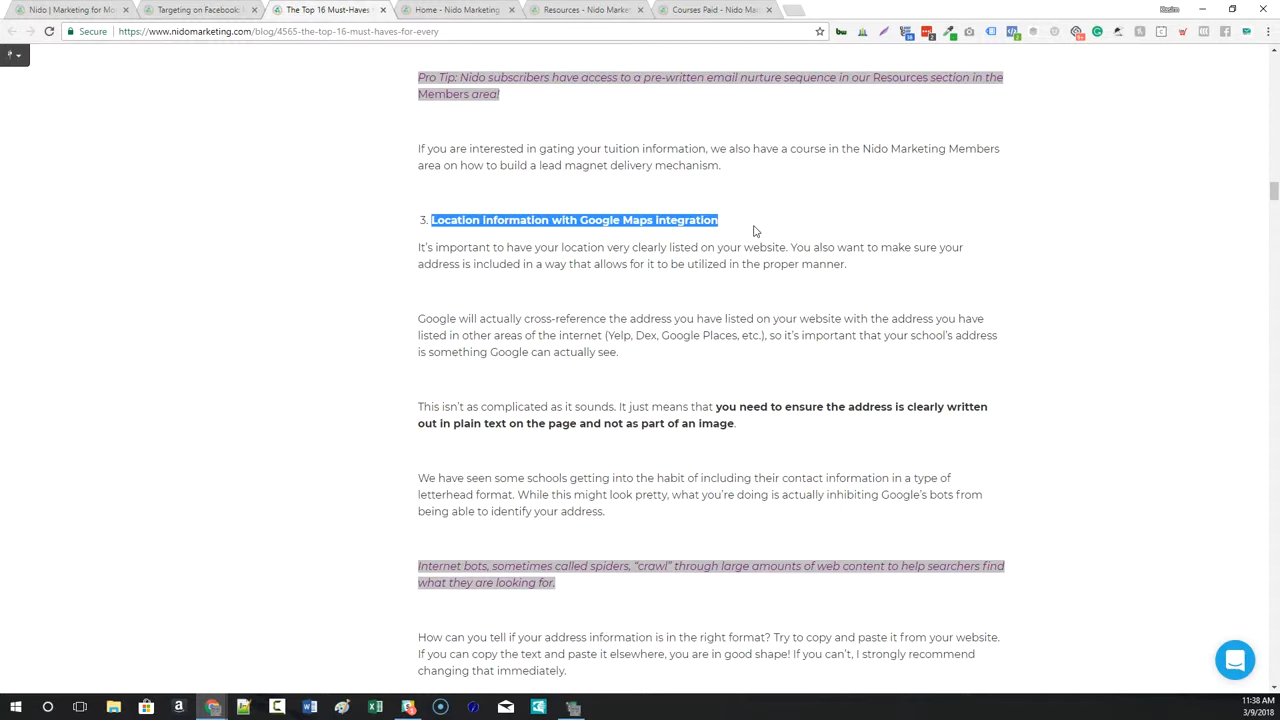 Nido | Marketing for Mo
Targeting on Facebook:
The Top 16 Must-Haves
Home - Nido Marketing
Resources - Nido Market
Courses Paid - Nido Mar
Secure
https://www.nidomarketing.com/blog/4565-the-top-16-must-haves-for-every
Pro Tip: Nido subscribers have access to a pre-written email nurture sequence in our Resources section in the
Members area!
If you are interested in gating your tuition information, we also have a course in the Nido Marketing Members
area on how to build a lead magnet delivery mechanism.
3. Location information with Google Maps integration
It's important to have your location very clearly listed on your website. You also want to make sure your
address is included in a way that allows for it to be utilized in the proper manner.
Google will actually cross-reference the address you have listed on your website with the address you have
listed in other areas of the internet (Yelp, Dex, Google Places, etc.), so it's important that your school's address
is something Google can actually see.
This isn't as complicated as it sounds. It just means that you need to ensure the address is clearly written
out in plain text on the page and not as part of an image.
We have seen some schools getting into the habit of including their contact information in a type of
letterhead format. While this might look pretty, what you're doing is actually inhibiting Google's bots from
being able to identify your address.
Internet bots, sometimes called spiders, "crawl" through large amounts of web content to help searchers find
what they are looking for.
How can you tell if your address information is in the right format? Try to copy and paste it from your website.
If you can copy the text and paste it elsewhere, you are in good shape! If you can't, I strongly recommend
changing that immediately.
11:38 AM
3/9/2018